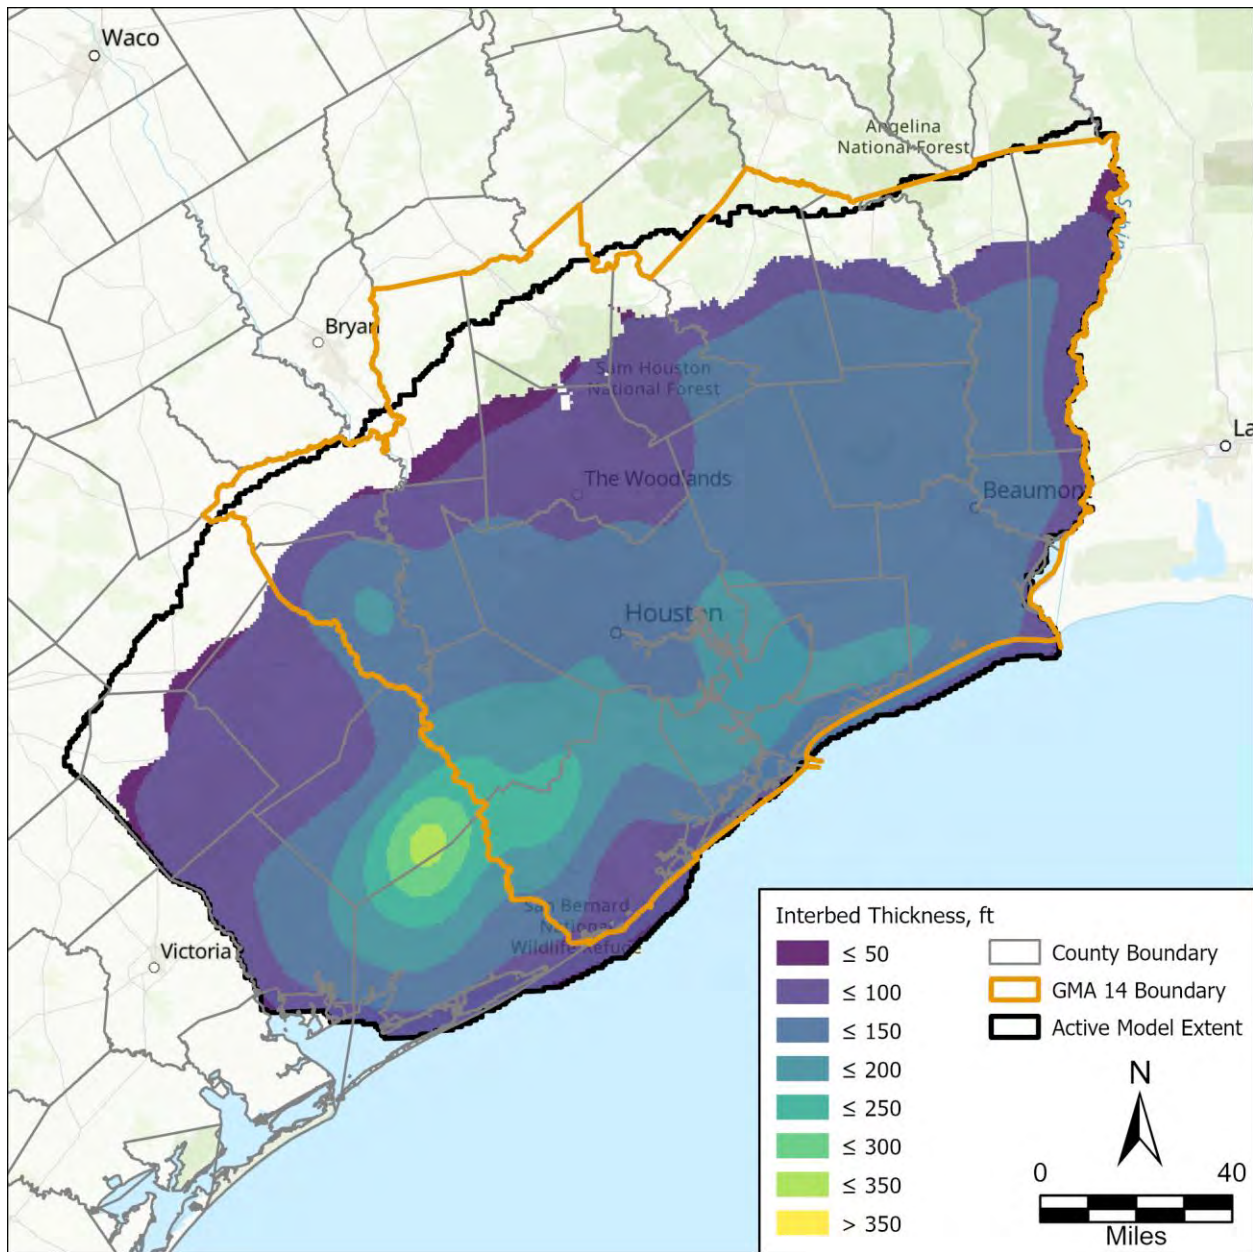 Waco
Angelina
National Forest
Sabin
Bryan
Sam Houston
National Forest
The Woodlands
Beaumont
La
Houston
San Bernard
National
Wildlife Refuge
Victoria
Interbed Thickness, ft
≤ 50
≤ 100
≤ 150
≤ 200
≤ 250
≤ 300
≤ 350
> 350
County Boundary
GMA 14 Boundary
Active Model Extent
N
0 40
Miles